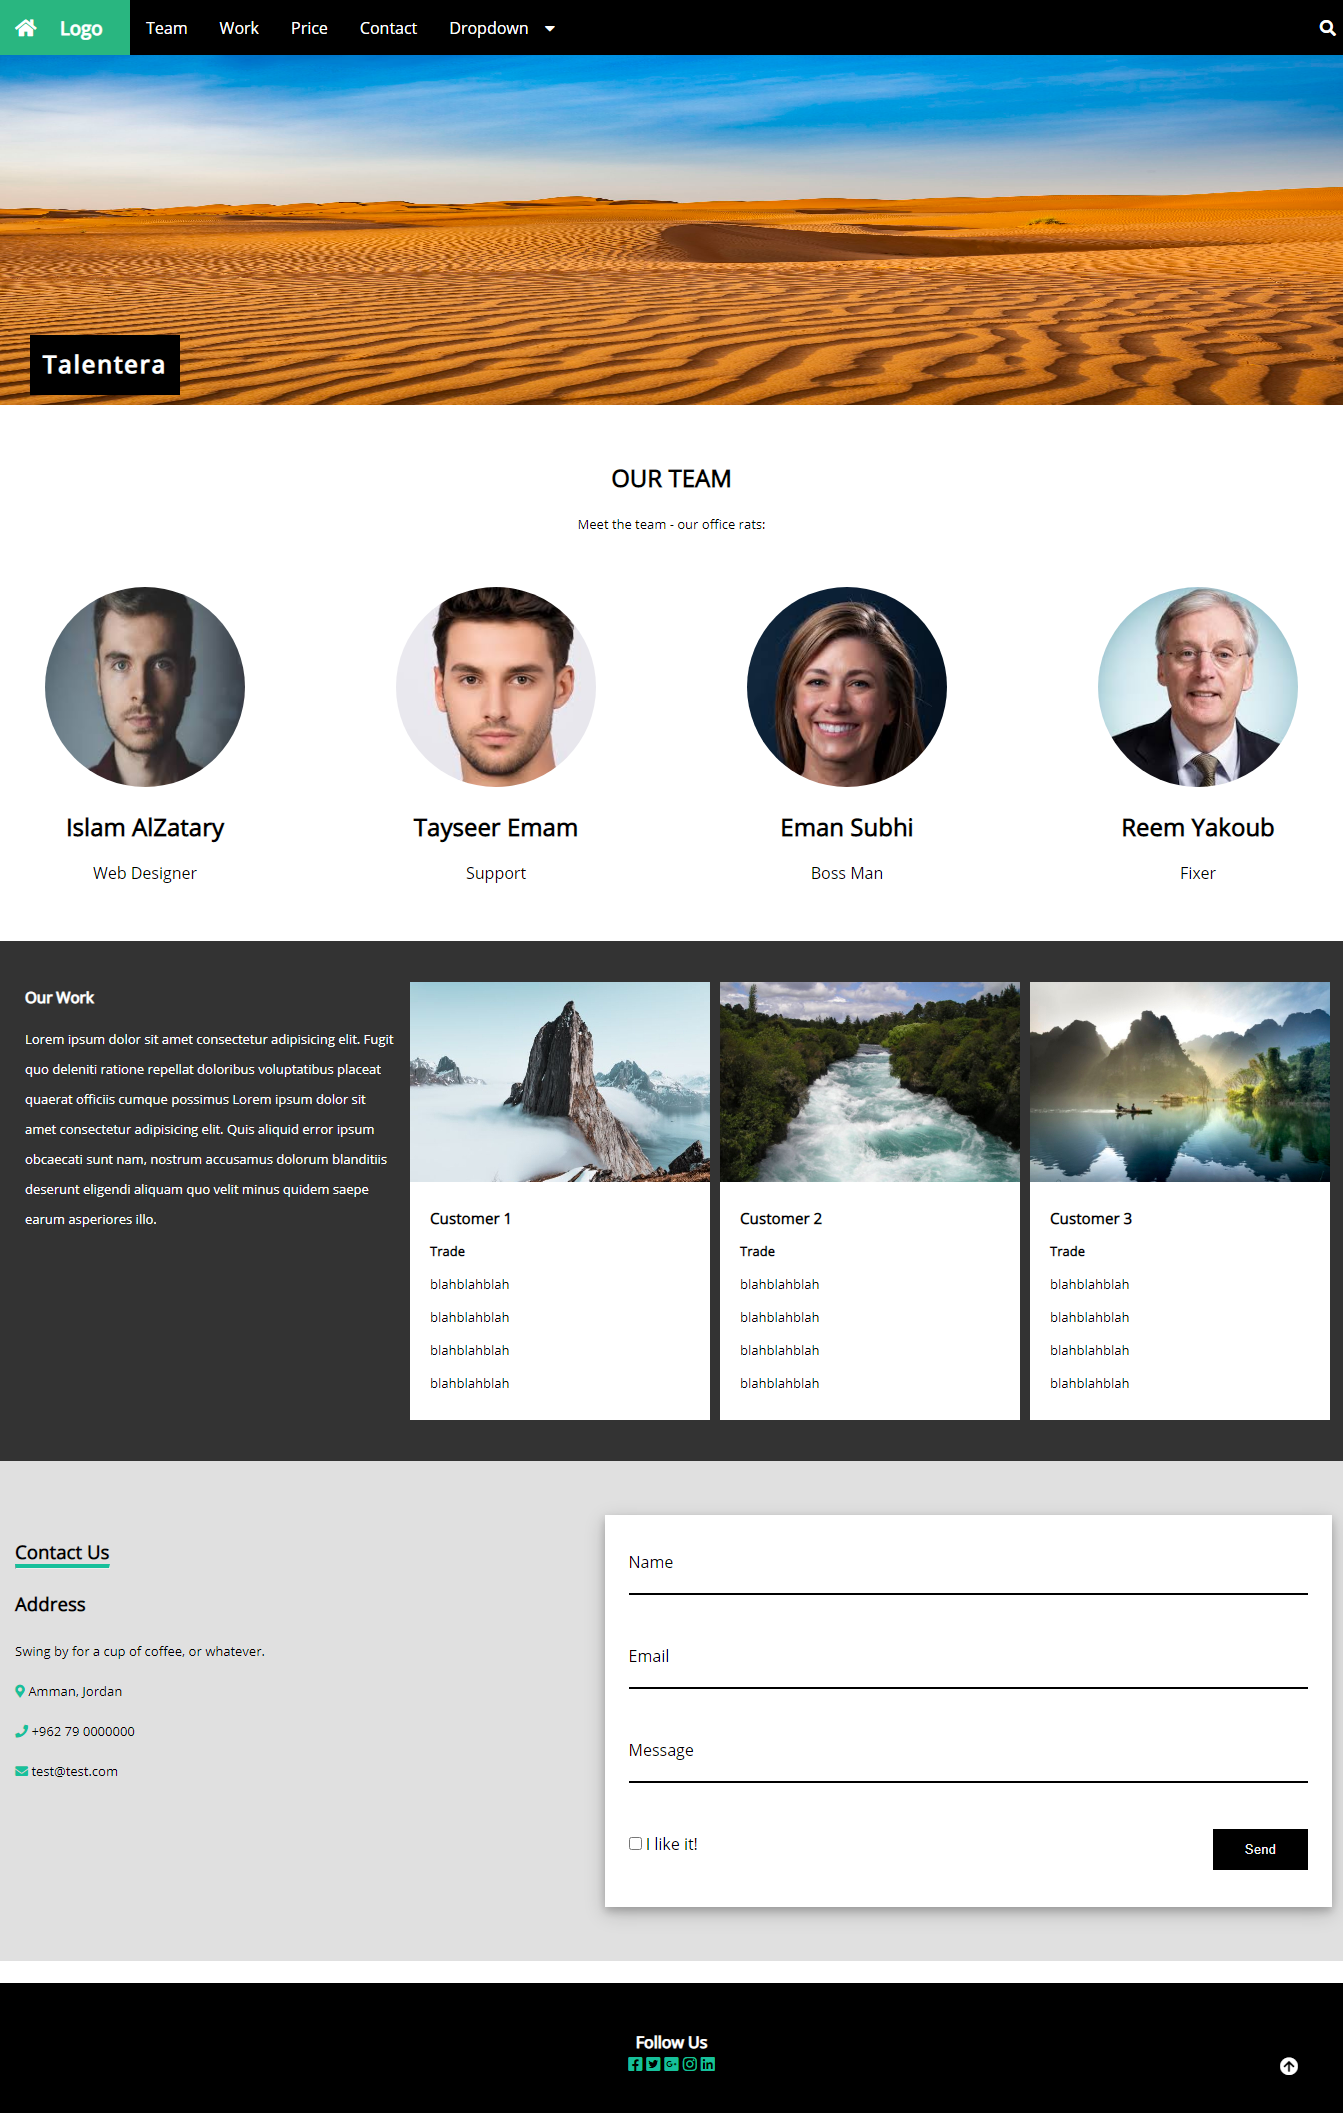 Logo Team Work Price Contact Dropdown
Talentera
OUR TEAM
Meet the team - our office rats:
Islam AlZatary
Web Designer
Tayseer Emam
Support
Eman Subhi
Boss Man
Reem Yakoub
Fixer
Our Work
Lorem ipsum dolor sit amet consectetur adipisicing elit. Fugit
quo deleniti ratione repellat doloribus voluptatibus placeat
quaerat officiis cumque possimus Lorem ipsum dolor sit
amet consectetur adipisicing elit. Quis aliquid error ipsum
obcaecati sunt nam, nostrum accusamus dolorum blanditiis
deserunt eligendi aliquam quo velit minus quidem saepe
earum asperiores illo.
Customer 1
Trade
blahblahblah
blahblahblah
blahblahblah
blahblahblah
Customer 2
Trade
blahblahblah
blahblahblah
blahblahblah
blahblahblah
Customer 3
Trade
blahblahblah
blahblahblah
blahblahblah
blahblahblah
Contact Us
Address
Swing by for a cup of coffee, or whatever.
Amman, Jordan
+962 79 0000000
test@test.com
Name
Email
Message
I like it!
Send
Follow Us